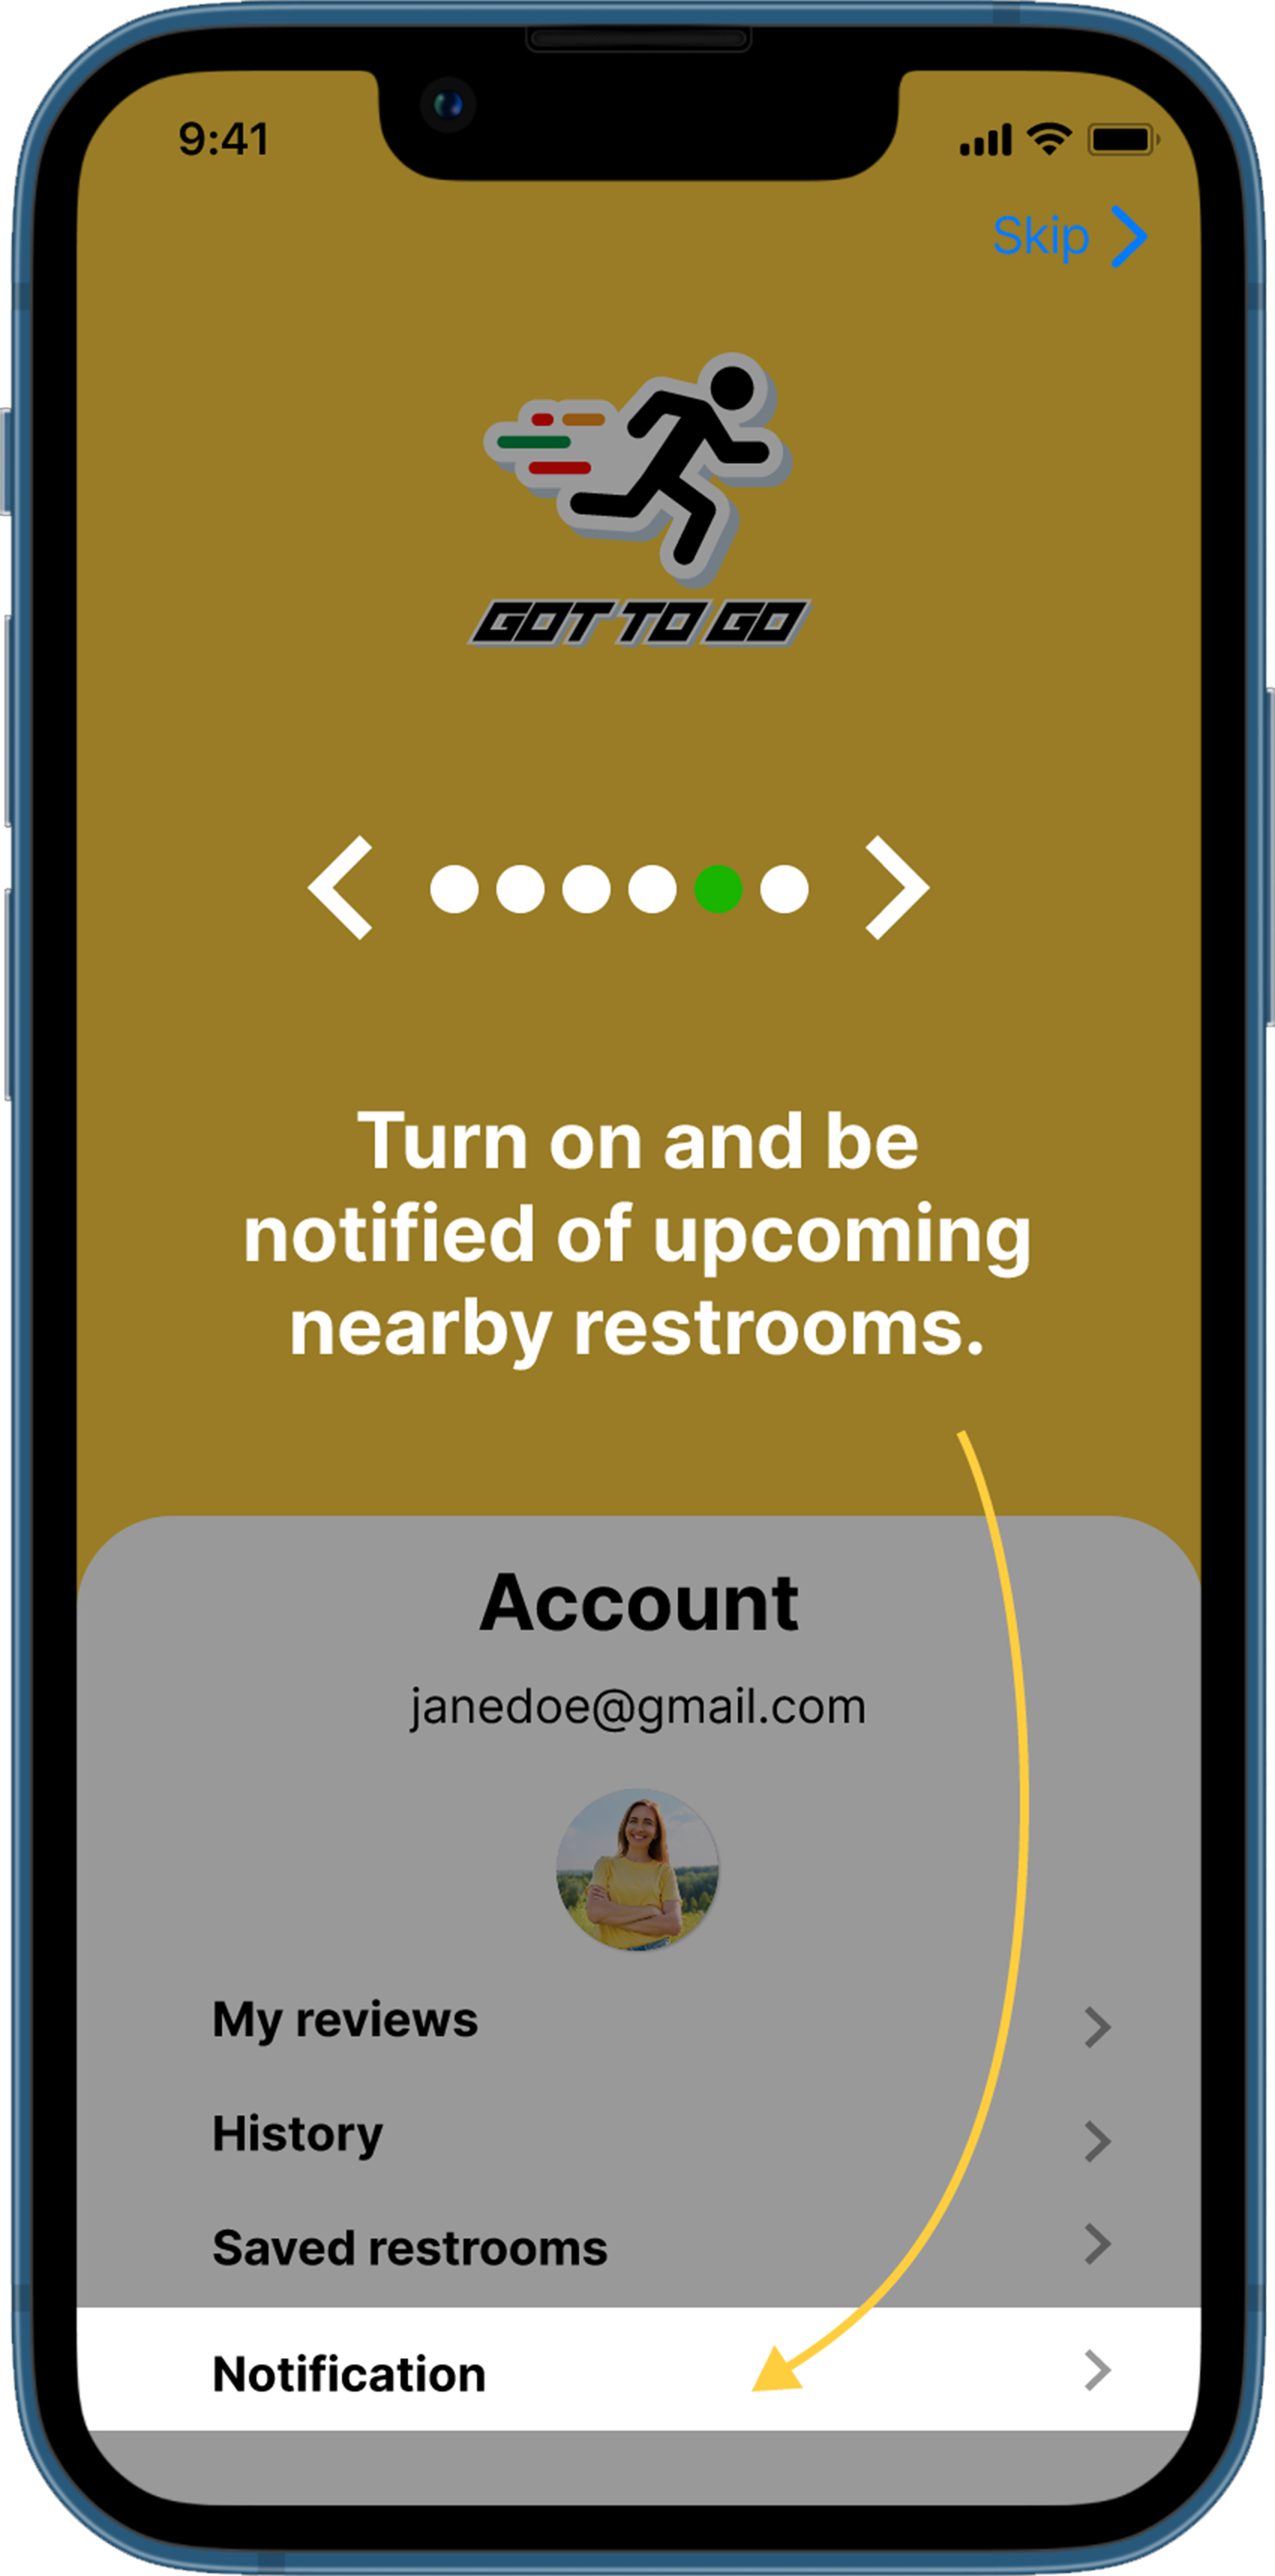 9:41
Skip
GOT TO GO
Turn on and be
notified of upcoming
nearby restrooms.
Account
janedoe@gmail.com
My reviews
History
Saved restrooms
Notification